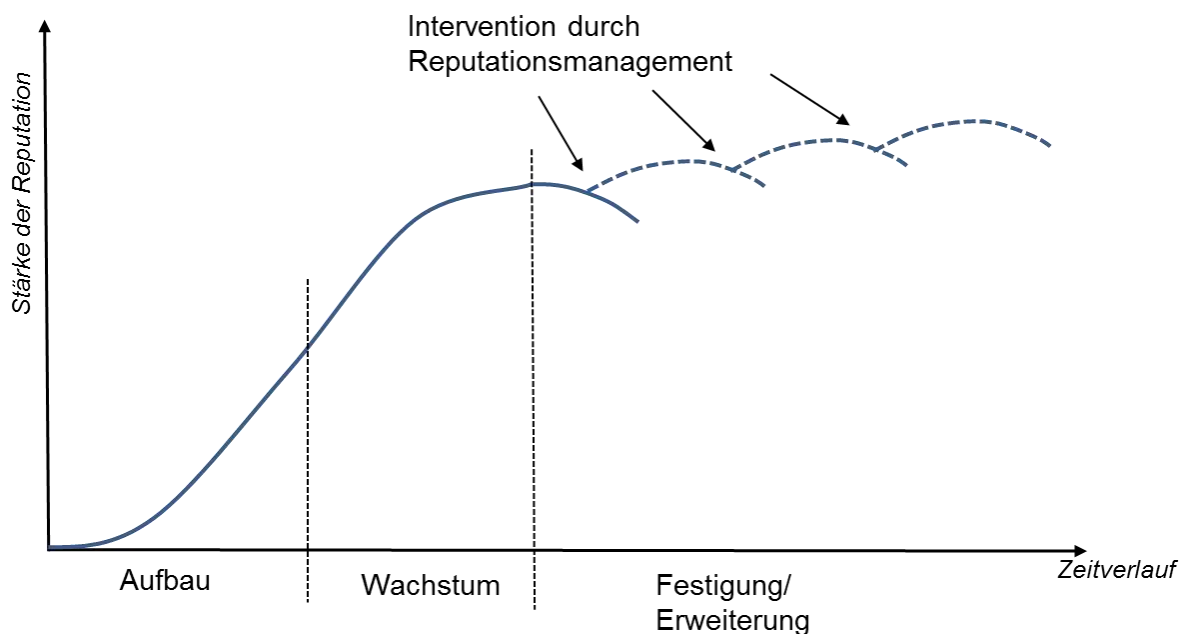 Intervention durch
Reputationsmanagement
Stärke der Reputation
Zeitverlauf
Aufbau
Wachstum
Festigung/
Erweiterung